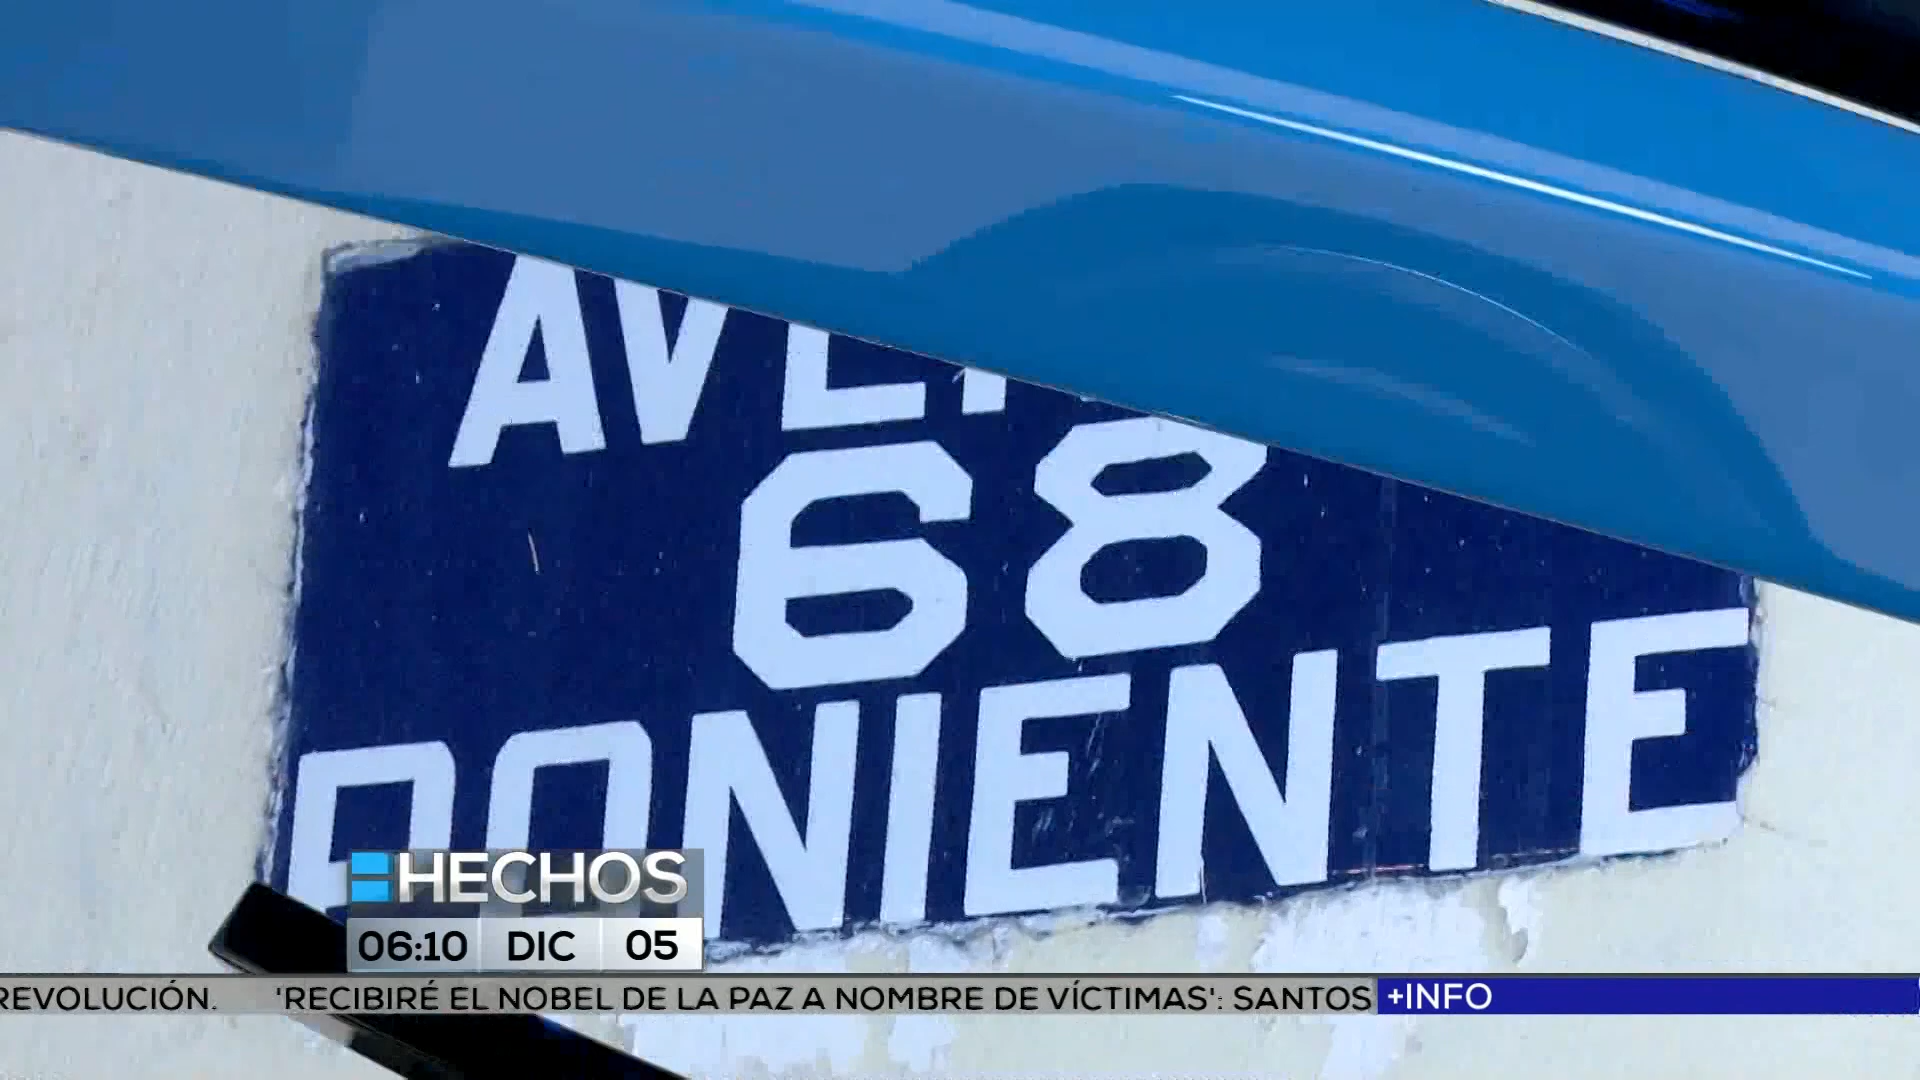 68
PONIENTE
HECHOS
06:10 DIC 05
REVOLUCIÓN. 'RECIBIRÉ EL NOBEL DE LA PAZ A NOMBRE DE VÍCTIMAS': SANTOS +INFO